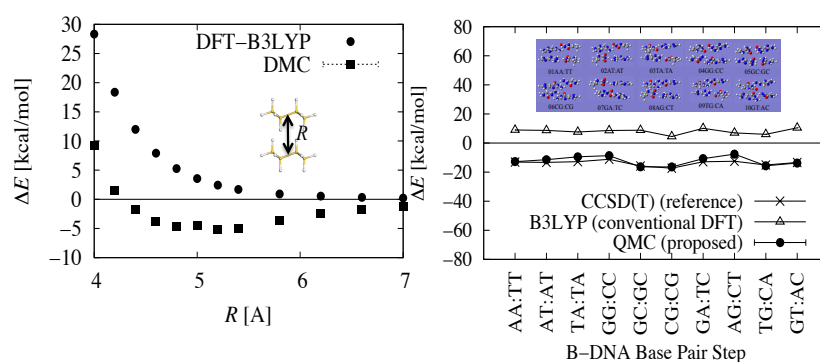 30
25
20
15
10
5
0
−5
−10
ΔE [kcal/mol]
DFT−B3LYP
DMC
R
4
5
6
7
R [A]
80
60
40
20
0
−20
−40
−60
−80
ΔE [kcal/mol]
01AA:TT 02AT:AT 03TA:TA 04GG:CC 05GC:GC
06CG:CG 07GA:TC 08AG:CT 09TG:CA 10GT:AC
CCSD(T) (reference)
B3LYP (conventional DFT)
QMC (proposed)
AA:TT
AT:AT
TA:TA
GG:CC
GC:GC
CG:CG
GA:TC
AG:CT
TG:CA
GT:AC
B−DNA Base Pair Step